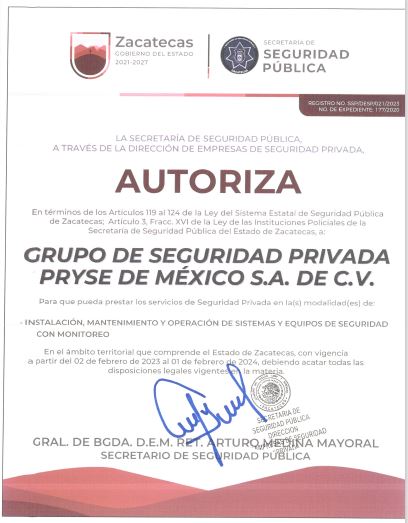 Zacatecas
GOBIERNO DEL ESTADO
2021-2027
SECRETARÍA DE
SEGURIDAD
PÚBLICA
REGISTRO NO. SSP/DESP/021/2023
NO. DE EXPEDIENTE: 177/2020
LA SECRETARÍA DE SEGURIDAD PÚBLICA,
A TRAVÉS DE LA DIRECCIÓN DE EMPRESAS DE SEGURIDAD PRIVADA,
AUTORIZA
En términos de los Artículos 119 al 124 de la Ley del Sistema Estatal de Seguridad Pública
de Zacatecas; Artículo 3, Fracc. XVI de la Ley de las Instituciones Policiales de la
Secretaría de Seguridad Pública del Estado de Zacatecas, a:
GRUPO DE SEGURIDAD PRIVADA
PRYSE DE MÉXICO S.A. DE C.V.
Para que pueda prestar los servicios de Seguridad Privada en la(s) modalidad(es) de:
- INSTALACIÓN, MANTENIMIENTO Y OPERACIÓN DE SISTEMAS Y EQUIPOS DE SEGURIDAD
CON MONITOREO
En el ámbito territorial que comprende el Estado de Zacatecas, con vigencia
a partir del 02 de febrero de 2023 al 01 de febrero de 2024, debiendo acatar todas las
disposiciones legales vigentes en la materia.
SECRETARÍA DE
SEGURIDAD PÚBLICA
DIRECCIÓN
EMPRESAS DE SEGURIDAD
PRIVADA
GRAL. DE BGDA. D.E.M. RET. ARTURO MEDINA MAYORAL
SECRETARIO DE SEGURIDAD PÚBLICA